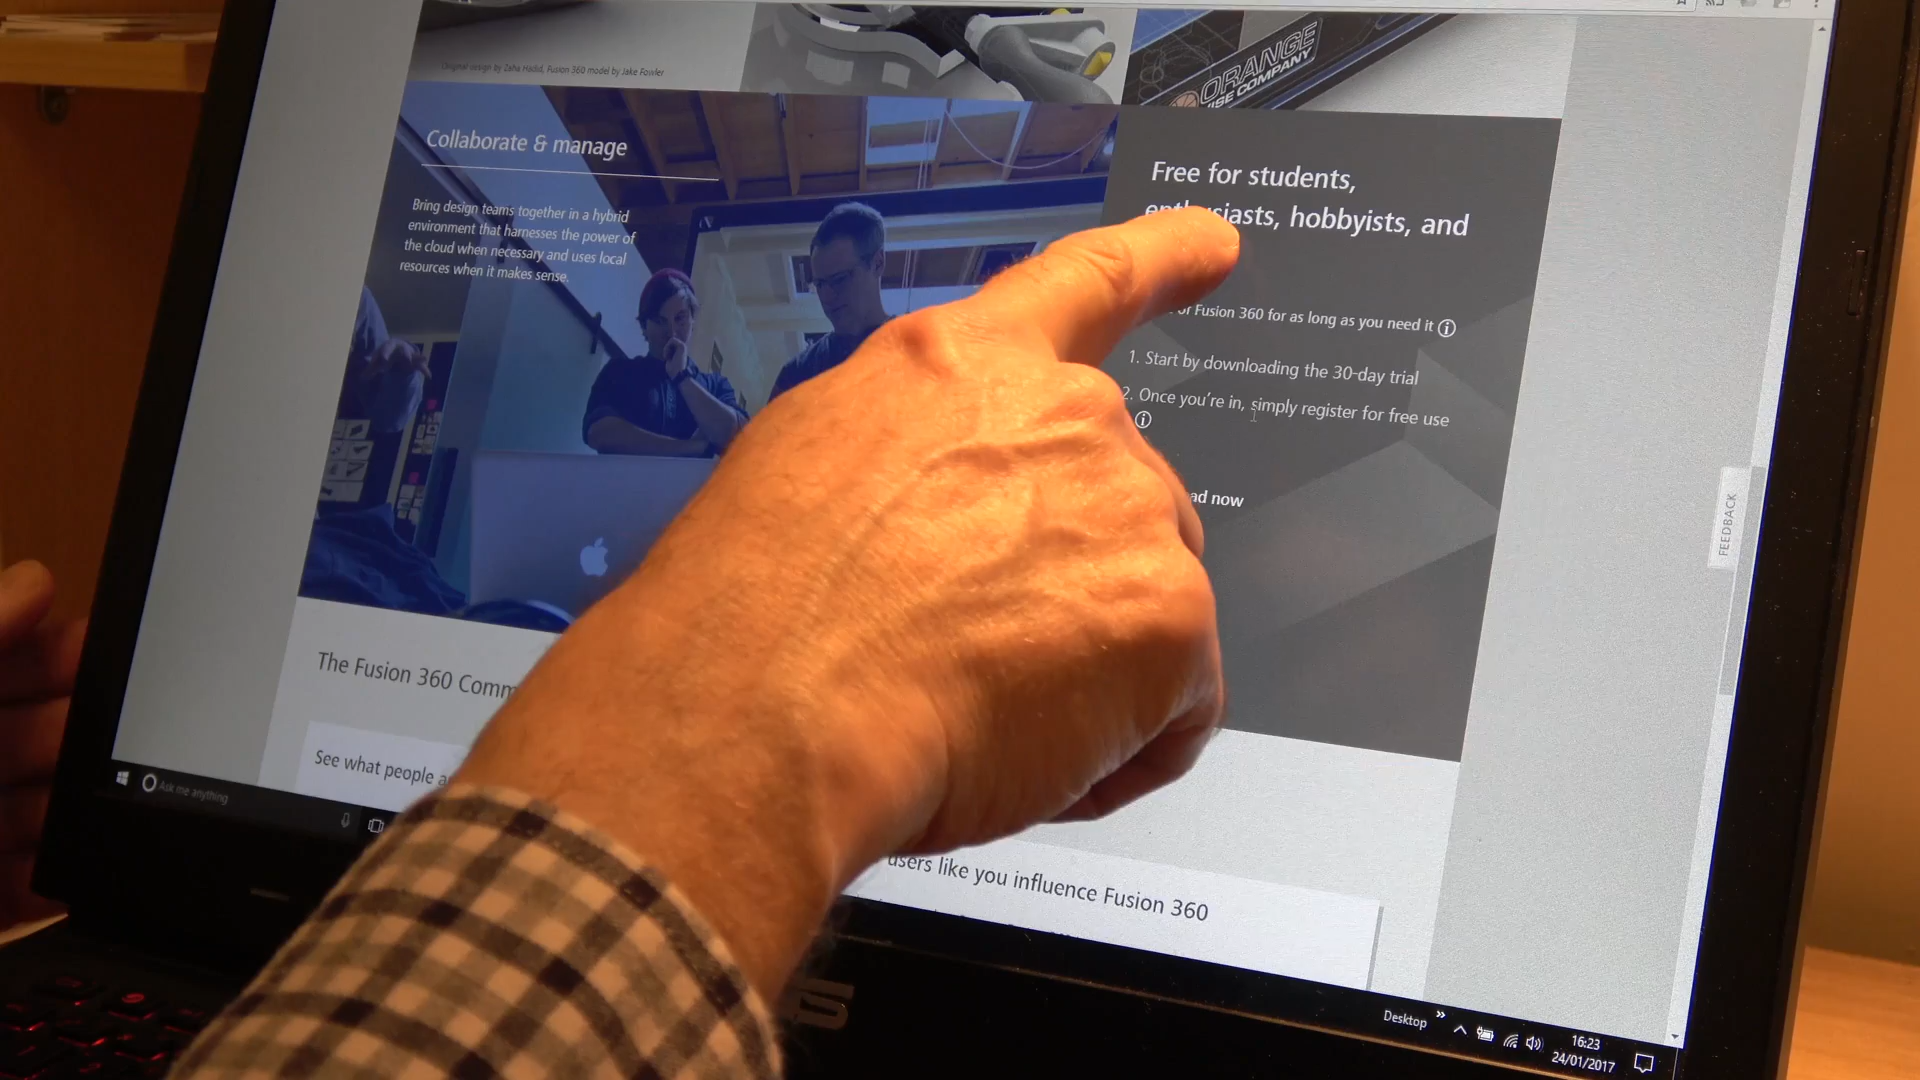 Original design by Zaha Hadid, Fusion 360 model by Jake Fowler
ORANGE
VISE COMPANY
Collaborate & manage
Bring design teams together in a hybrid
environment that harnesses the power of
the cloud when necessary and uses local
resources when it makes sense.
Free for students,
enthusiasts, hobbyists, and
Fusion 360 for as long as you need it
1. Start by downloading the 30-day trial
2. Once you're in, simply register for free use
now
FEEDBACK
The Fusion 360
See what people
users like you influence Fusion 360
Ask me anything
Desktop
16:23
24/01/2017